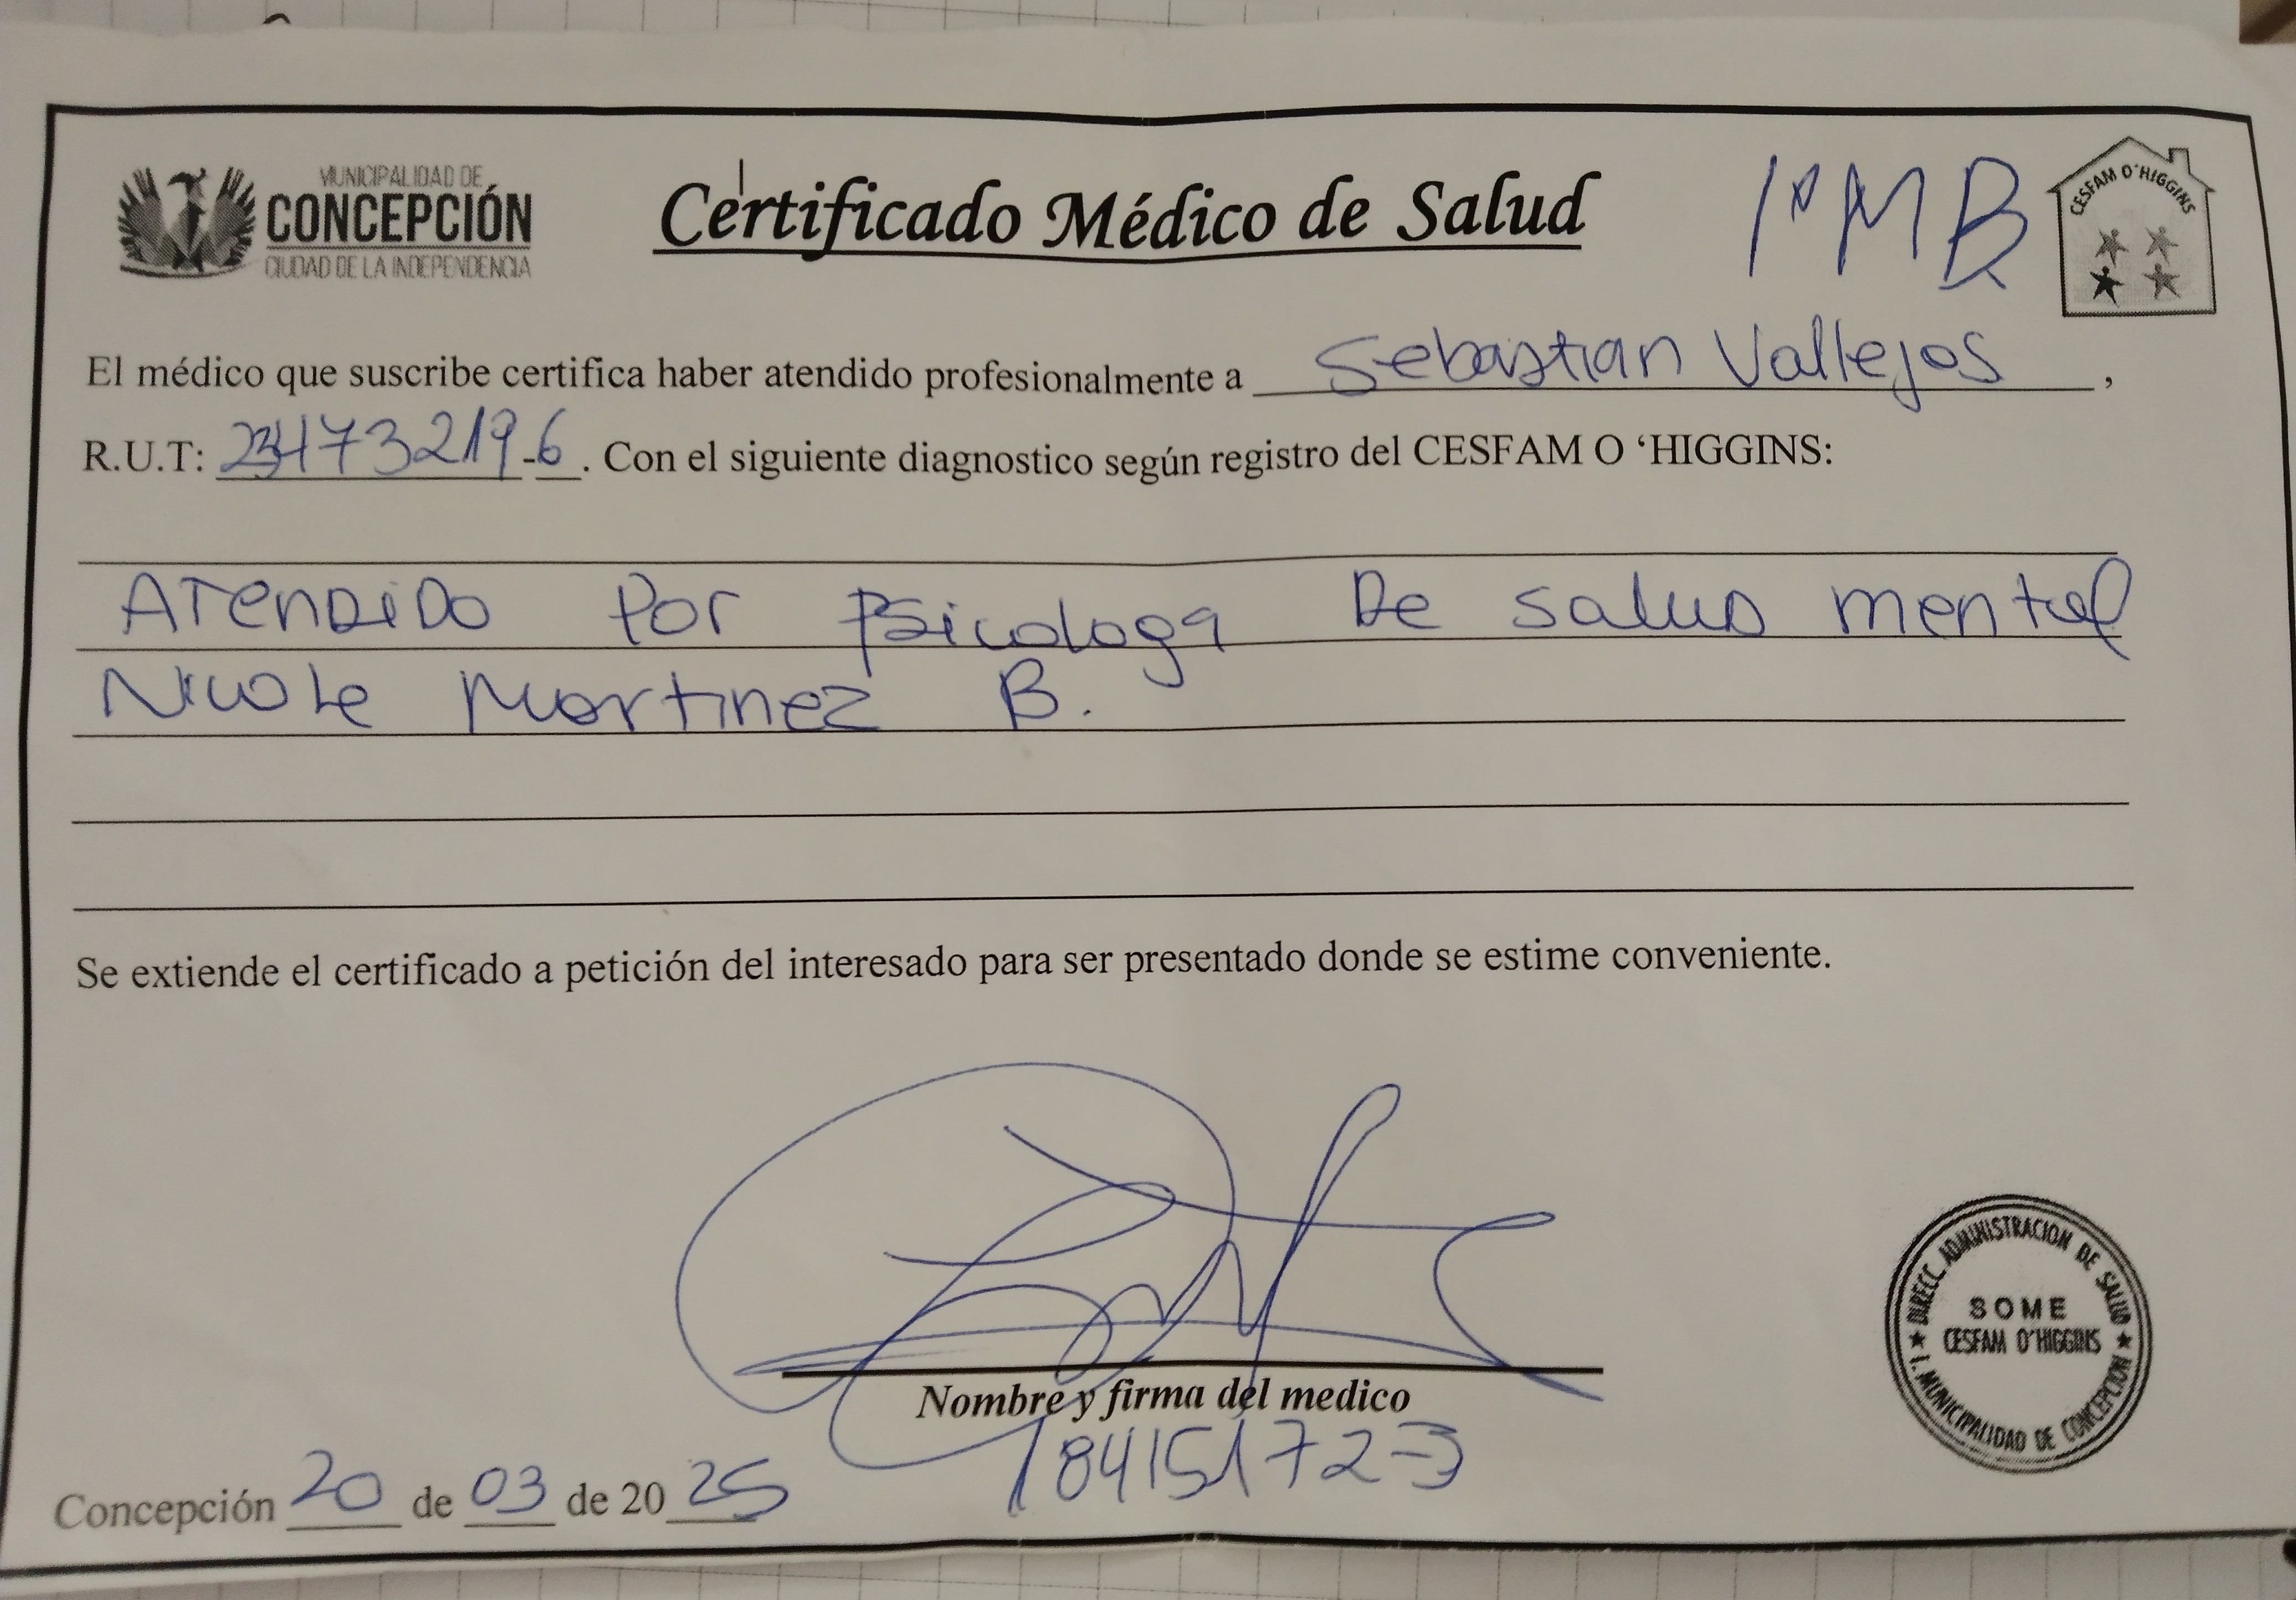 MUNICIPALIDAD DE
CONCEPCIÓN
CIUDAD DE LA INDEPENDENCIA
Certificado Médico de Salud
1º M B
CESFAM O'HIGGINS
El médico que suscribe certifica haber atendido profesionalmente a Sebastian Vallejos,
R.U.T: 23473219-6. Con el siguiente diagnostico según registro del CESFAM O ‘HIGGINS:
Atendido Por Psicologa De salud mental
Nicole Martinez B.
Se extiende el certificado a petición del interesado para ser presentado donde se estime conveniente.
Nombre y firma del medico
18415172-3
Concepción 20 de 03 de 2025
DIRECC. ADMINISTRACION DE SALUD
SOME
CESFAM O'HIGGINS
I. MUNICIPALIDAD DE CONCEPCION